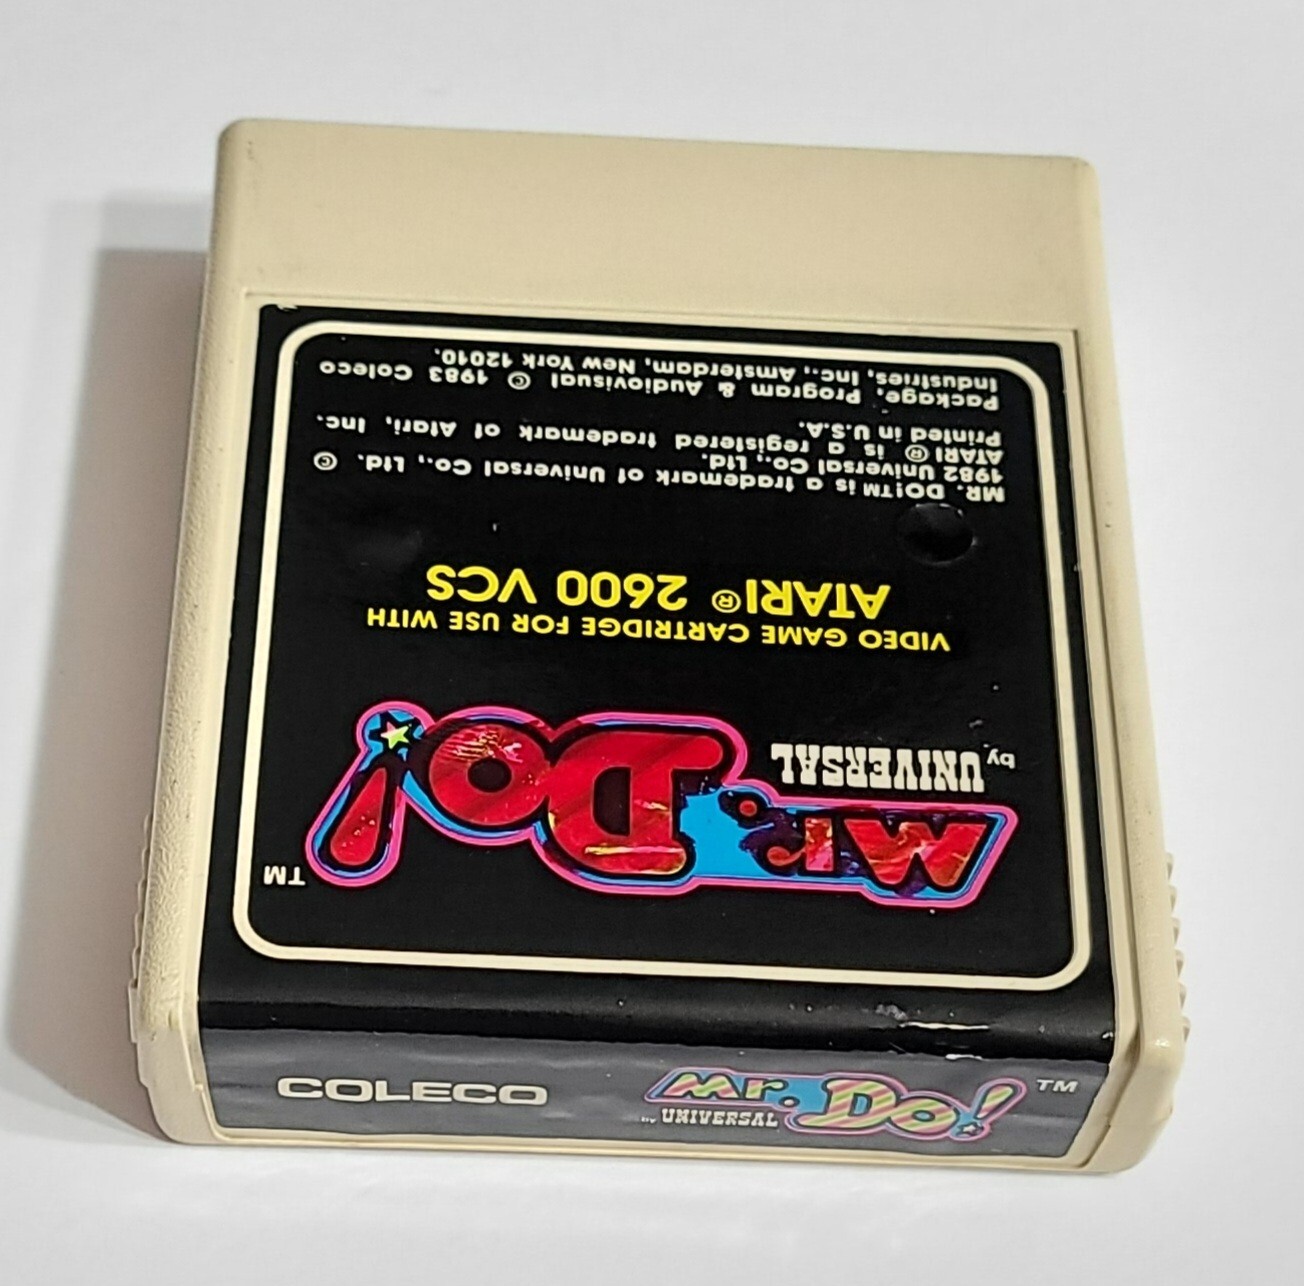 Mr. Do! TM
by UNIVERSAL
VIDEO GAME CARTRIDGE FOR USE WITH
ATARI® 2600 VCS
MR. DO!TM is a trademark of Universal Co., Ltd. ©
1982 Universal Co., Ltd.
ATARI® is a registered trademark of Atari, Inc.
Printed in U.S.A.
Package, Program & Audiovisual © 1983 Coleco
Industries, Inc., Amsterdam, New York 12010.
COLECO
mr. Do! TM
by UNIVERSAL